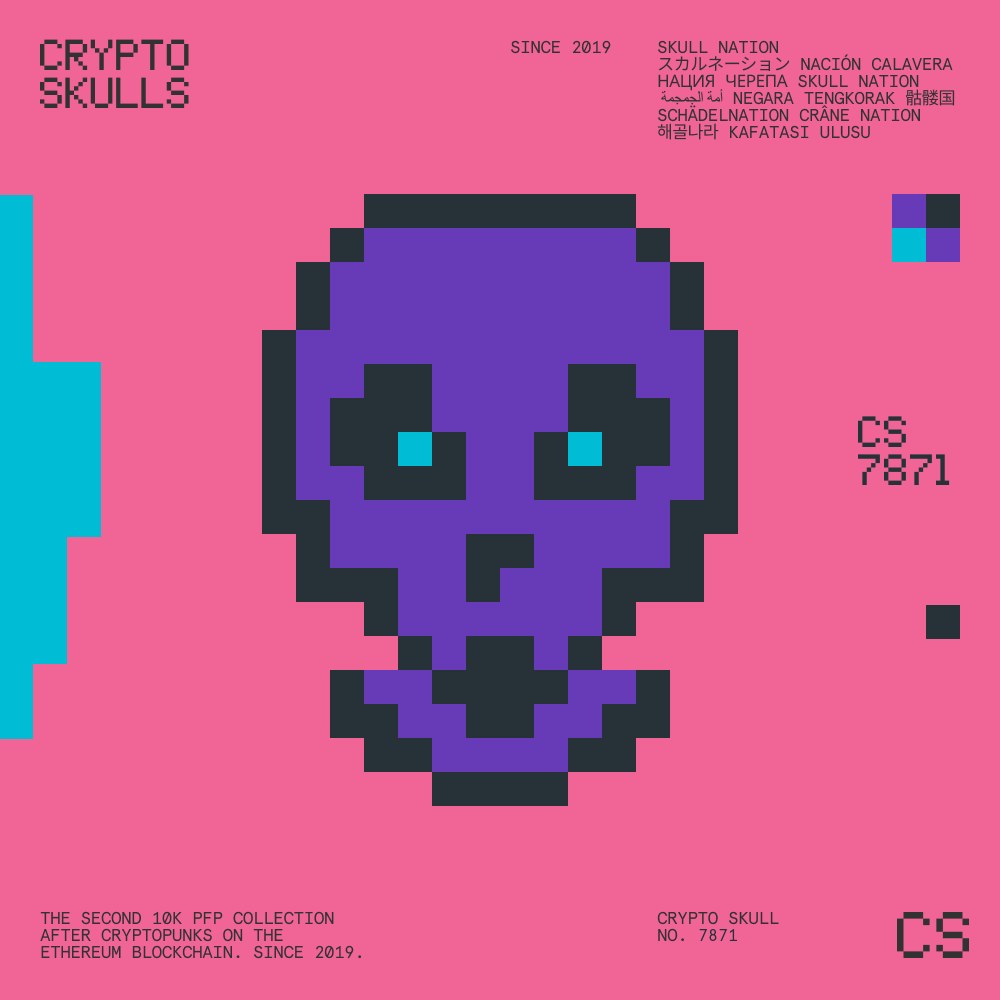 CRYPTO
SKULLS
SINCE 2019
SKULL NATION
スカルネーション NACIÓN CALAVERA
НАЦИЯ ЧЕРЕПА SKULL NATION
أمة الجمجمة NEGARA TENGKORAK 骷髅国
SCHÄDELNATION CRÂNE NATION
해골나라 KAFATASI ULUSU
CS
7871
THE SECOND 10K PFP COLLECTION
AFTER CRYPTOPUNKS ON THE
ETHEREUM BLOCKCHAIN. SINCE 2019.
CRYPTO SKULL
NO. 7871
CS